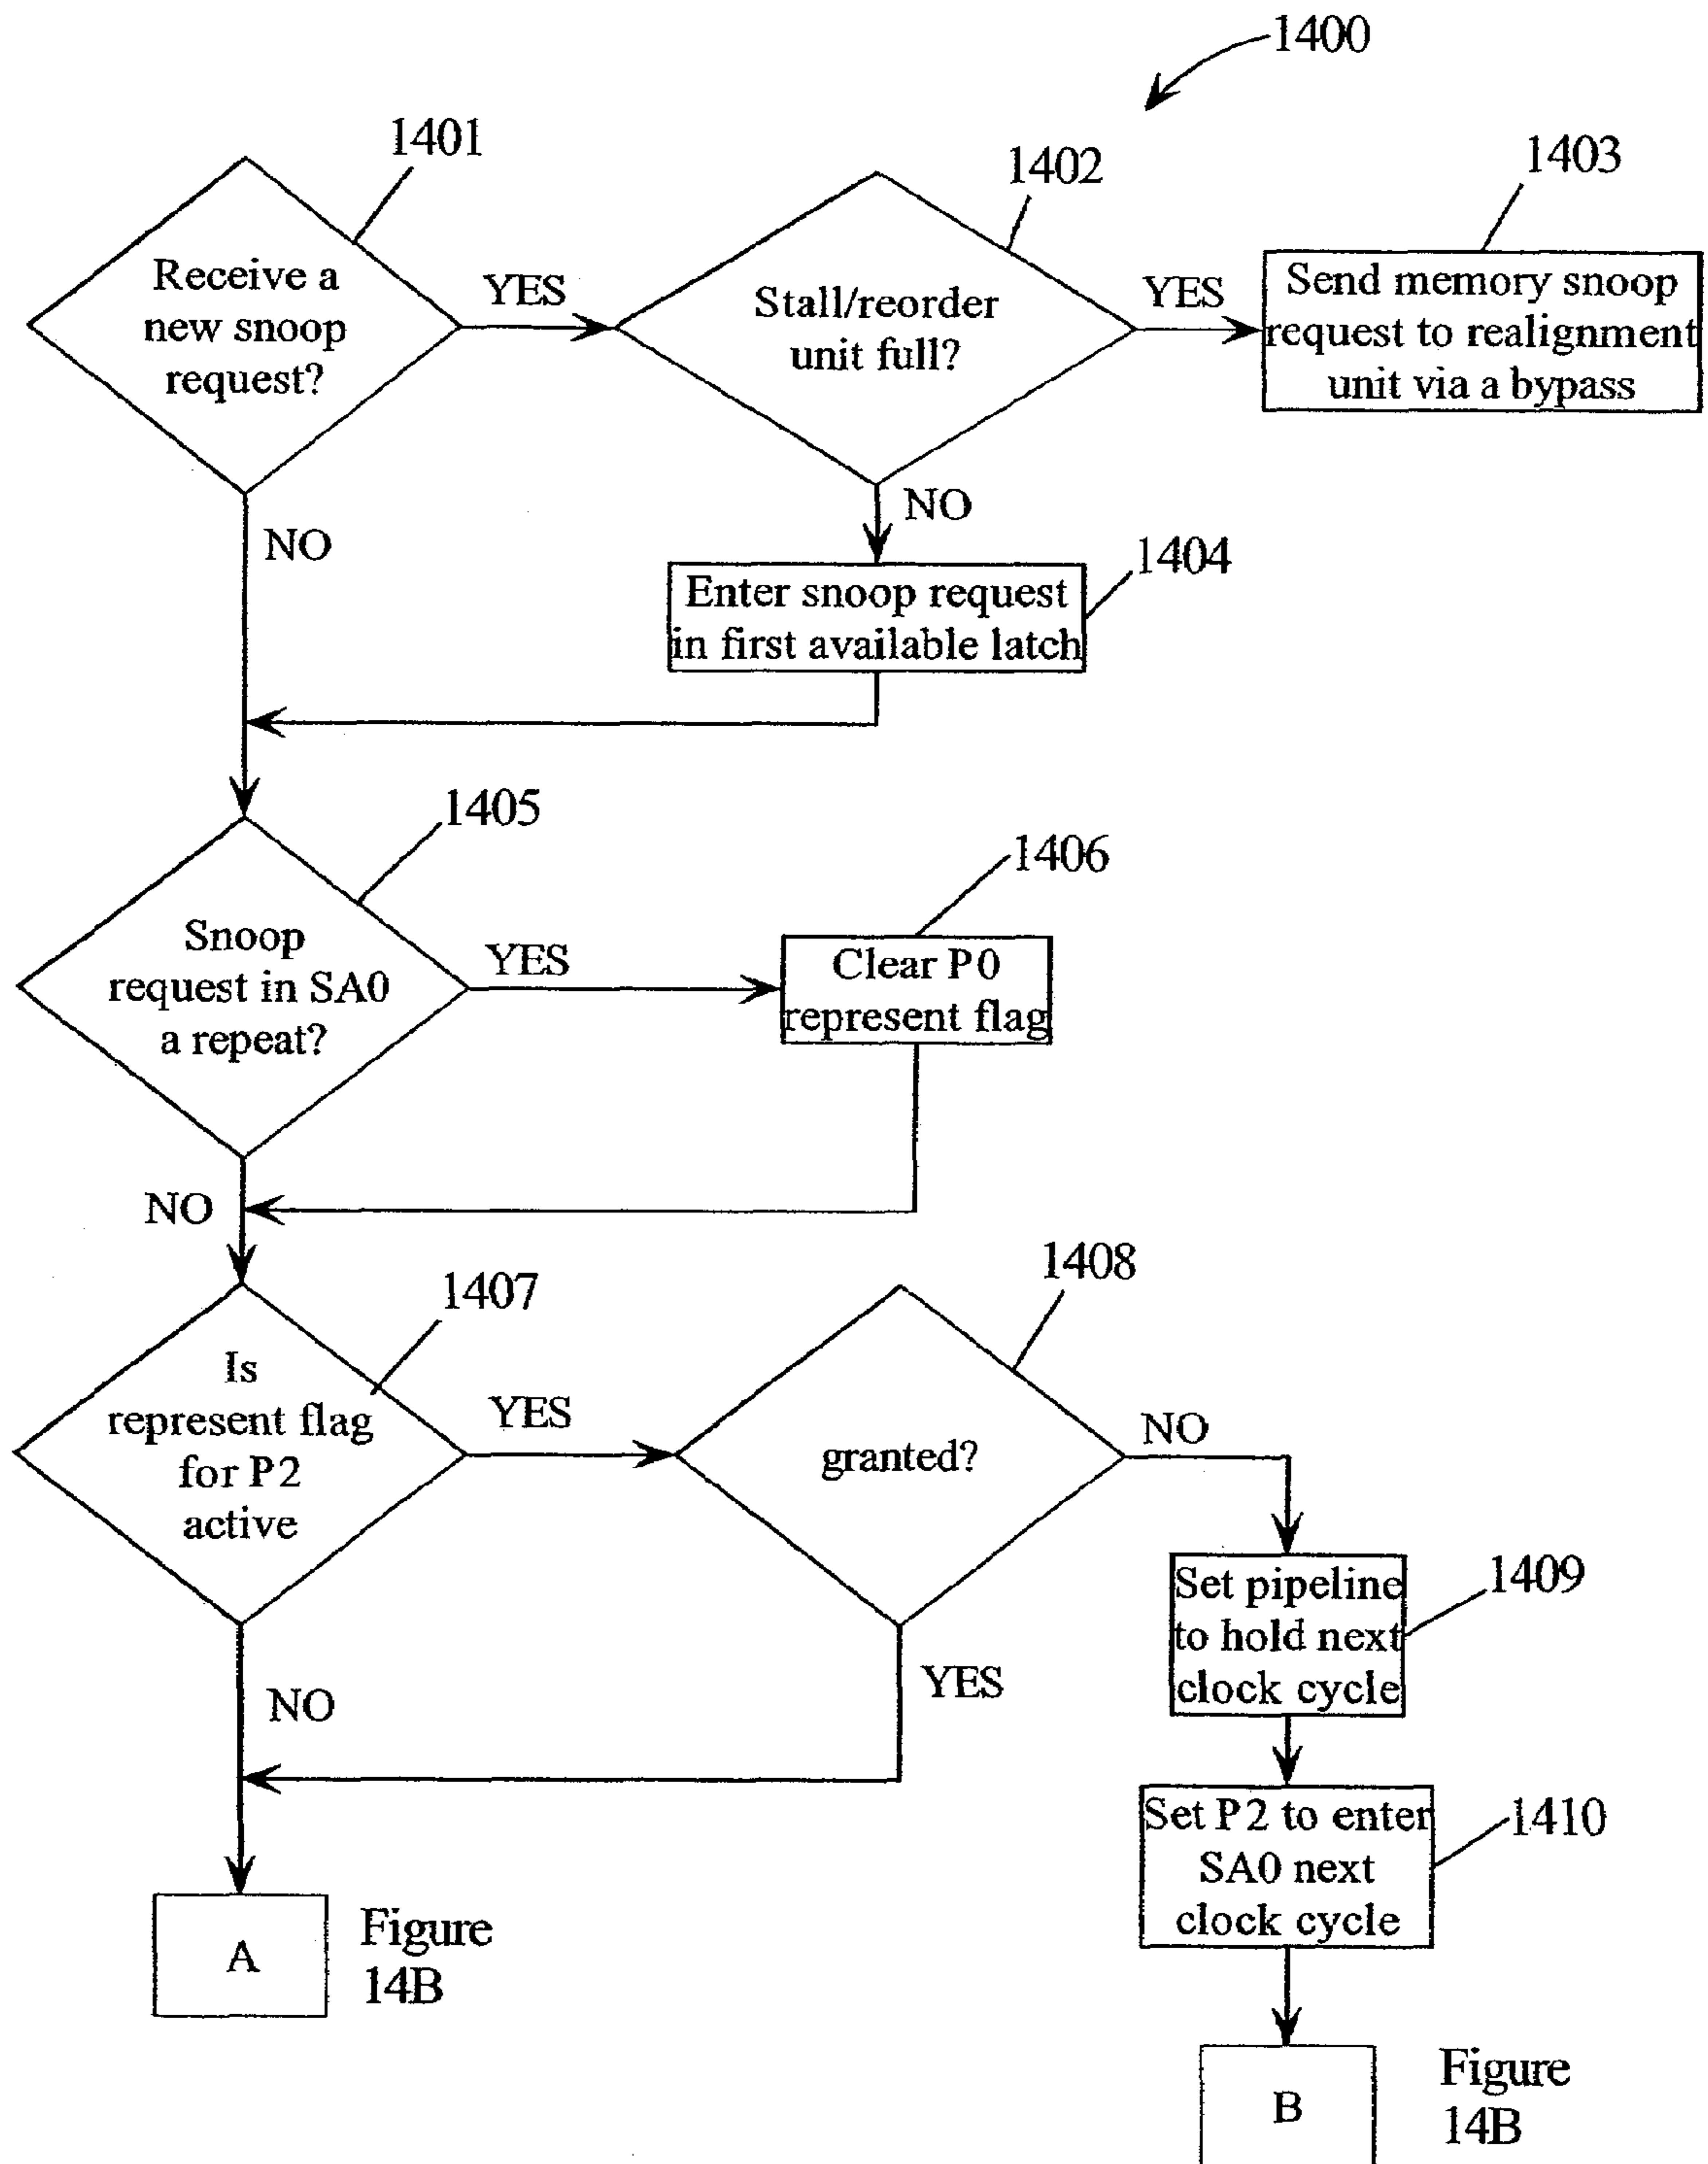 1400
1401
1402
1403
Receive a
new snoop
request?
YES
Stall/reorder
unit full?
YES
Send memory snoop
request to realignment
unit via a bypass
NO
NO
1404
Enter snoop request
in first available latch
1405
1406
Snoop
request in SA0
a repeat?
YES
Clear P0
represent flag
NO
1407
1408
Is
represent flag
for P2
active
YES
granted?
NO
1409
Set pipeline
to hold next
clock cycle
NO
YES
1410
Set P2 to enter
SA0 next
clock cycle
A
Figure
14B
B
Figure
14B